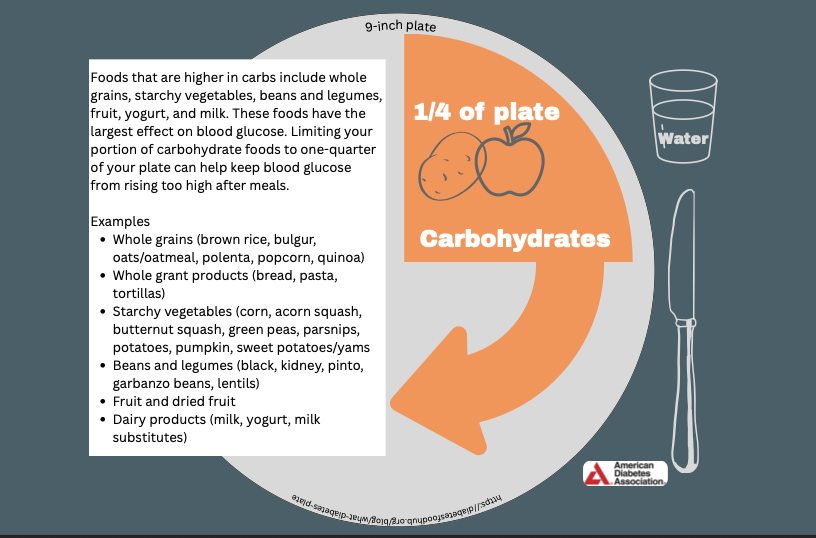 9-inch plate
Foods that are higher in carbs include whole
grains, starchy vegetables, beans and legumes,
fruit, yogurt, and milk. These foods have the
largest effect on blood glucose. Limiting your
portion of carbohydrate foods to one-quarter
of your plate can help keep blood glucose
from rising too high after meals.
Examples
• Whole grains (brown rice, bulgur,
oats/oatmeal, polenta, popcorn, quinoa)
• Whole grant products (bread, pasta,
tortillas)
• Starchy vegetables (corn, acorn squash,
butternut squash, green peas, parsnips,
potatoes, pumpkin, sweet potatoes/yams
• Beans and legumes (black, kidney, pinto,
garbanzo beans, lentils)
• Fruit and dried fruit
• Dairy products (milk, yogurt, milk
substitutes)
1/4 of plate
Carbohydrates
Water
American
Diabetes
Association.
https://diabetesfoodhub.org/blog/what-diabetes-plate